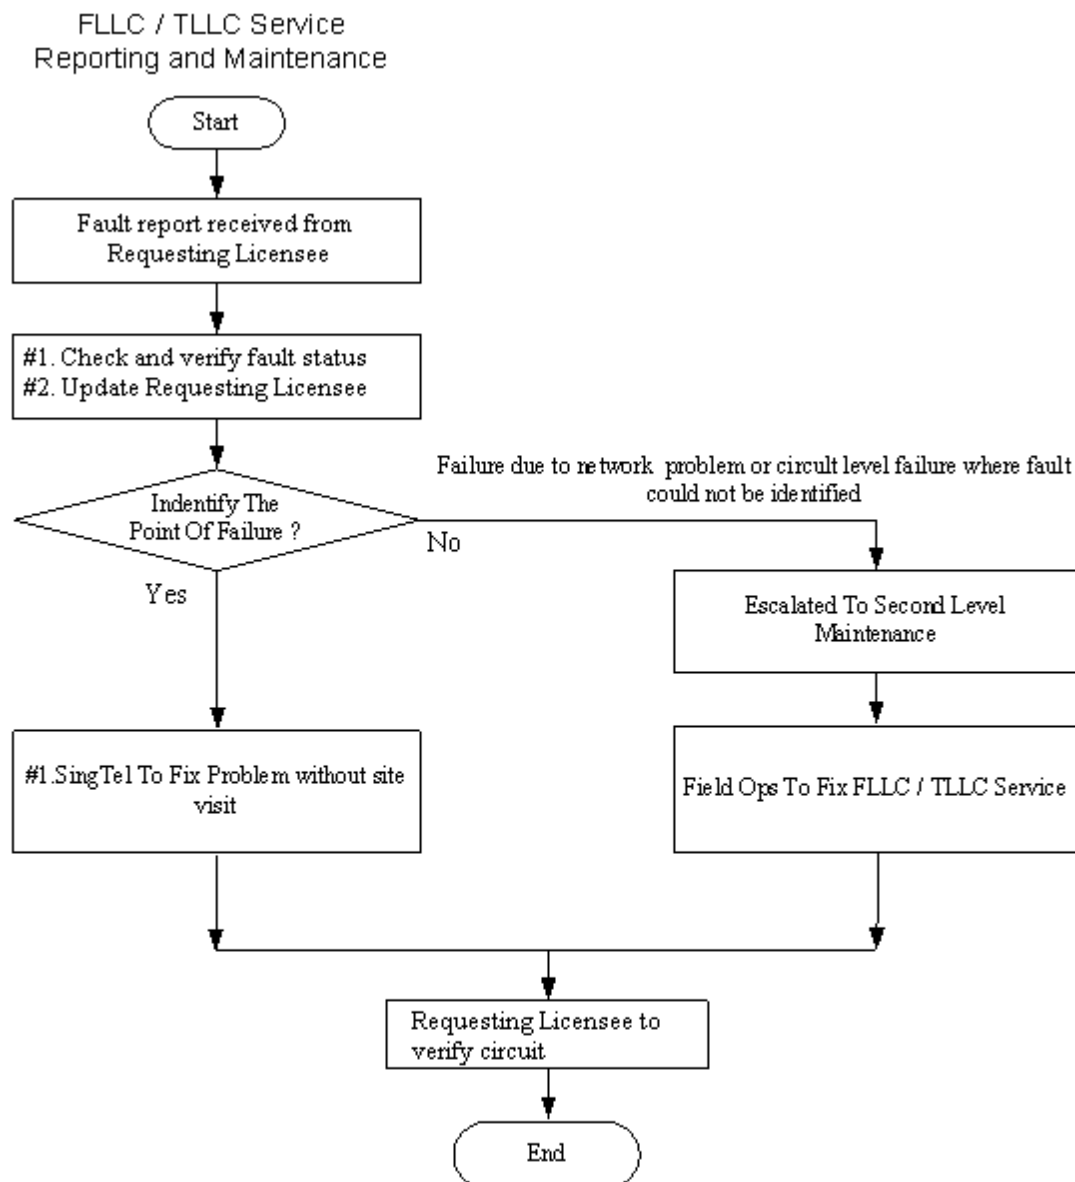 FLLC / TLLC Service
Reporting and Maintenance
Start
Fault report received from
Requesting Licensee
#1. Check and verify fault status
#2. Update Requesting Licensee
Failure due to network problem or circult level failure where fault
could not be identified
Indentify The
Point Of Failure ?
No
Yes
Escalated To Second Level
Maintenance
#1.SingTel To Fix Problem without site
visit
Field Ops To Fix FLLC / TLLC Service
Requesting Licensee to
verify circuit
End